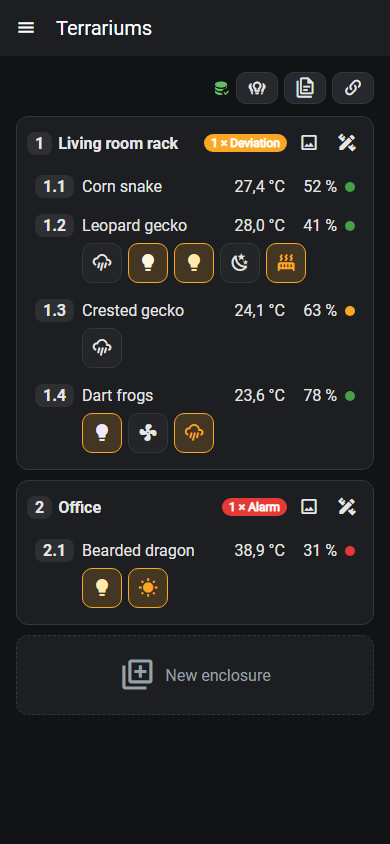 Terrariums
1 Living room rack 1 × Deviation
1.1 Corn snake 27,4 °C 52 %
1.2 Leopard gecko 28,0 °C 41 %
1.3 Crested gecko 24,1 °C 63 %
1.4 Dart frogs 23,6 °C 78 %
2 Office 1 × Alarm
2.1 Bearded dragon 38,9 °C 31 %
New enclosure